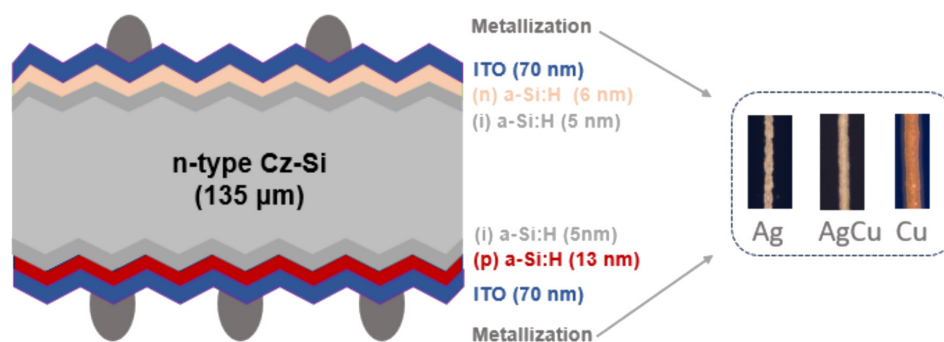 Metallization
ITO (70 nm)
(n) a-Si:H (6 nm)
(i) a-Si:H (5 nm)
n-type Cz-Si
(135 µm)
(i) a-Si:H (5nm)
(p) a-Si:H (13 nm)
ITO (70 nm)
Metallization
Ag AgCu Cu